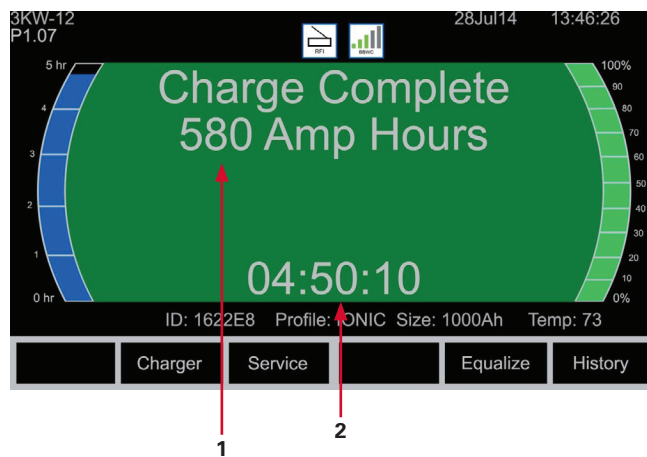 3KW-12
P1.07
28Jul14 13:46:26
RFI
BBWC
5 hr
4
3
2
1
0 hr
Charge Complete
580 Amp Hours
04:50:10
100%
90
80
70
60
50
40
30
20
10
0%
ID: 1622E8 Profile: IONIC Size: 1000Ah Temp: 73
Charger Service Equalize History
1
2